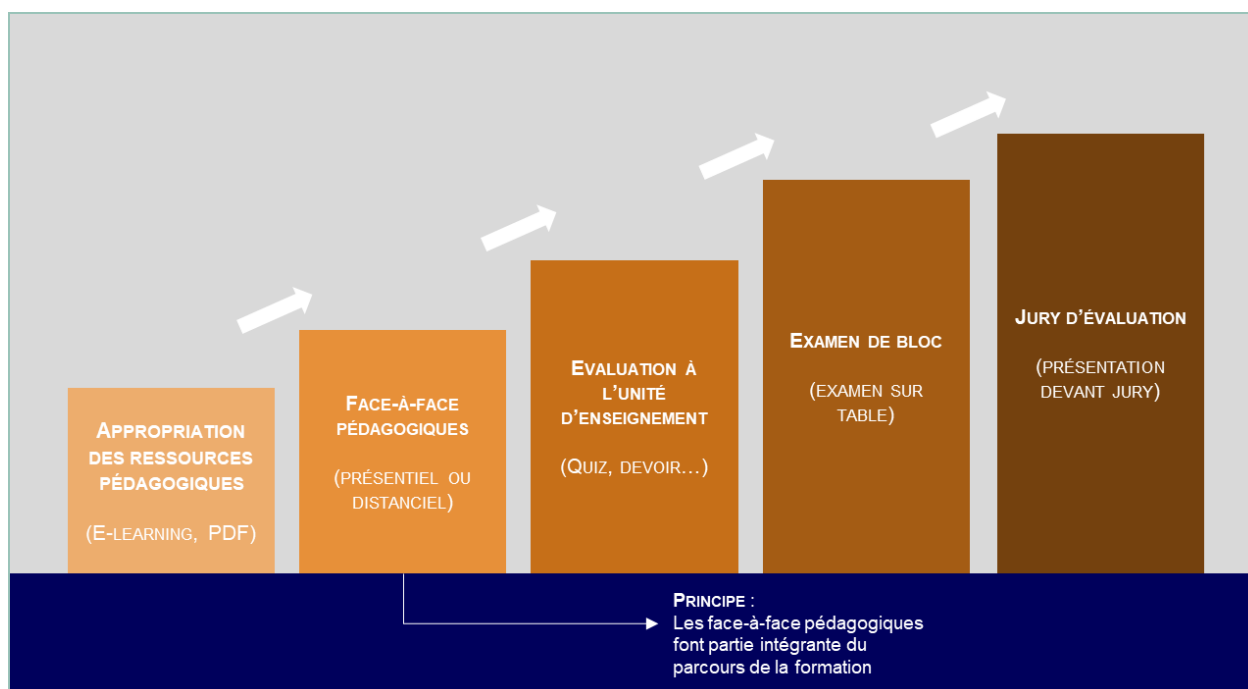 APPROPRIATION
DES RESSOURCES
PÉDAGOGIQUES
(E-LEARNING, PDF)
FACE-À-FACE
PÉDAGOGIQUES
(PRÉSENTIEL OU
DISTANCIEL)
EVALUATION À
L’UNITÉ
D’ENSEIGNEMENT
(QUIZ, DEVOIR…)
EXAMEN DE BLOC
(EXAMEN SUR
TABLE)
JURY D’ÉVALUATION
(PRÉSENTATION
DEVANT JURY)
PRINCIPE :
Les face-à-face pédagogiques
font partie intégrante du
parcours de la formation